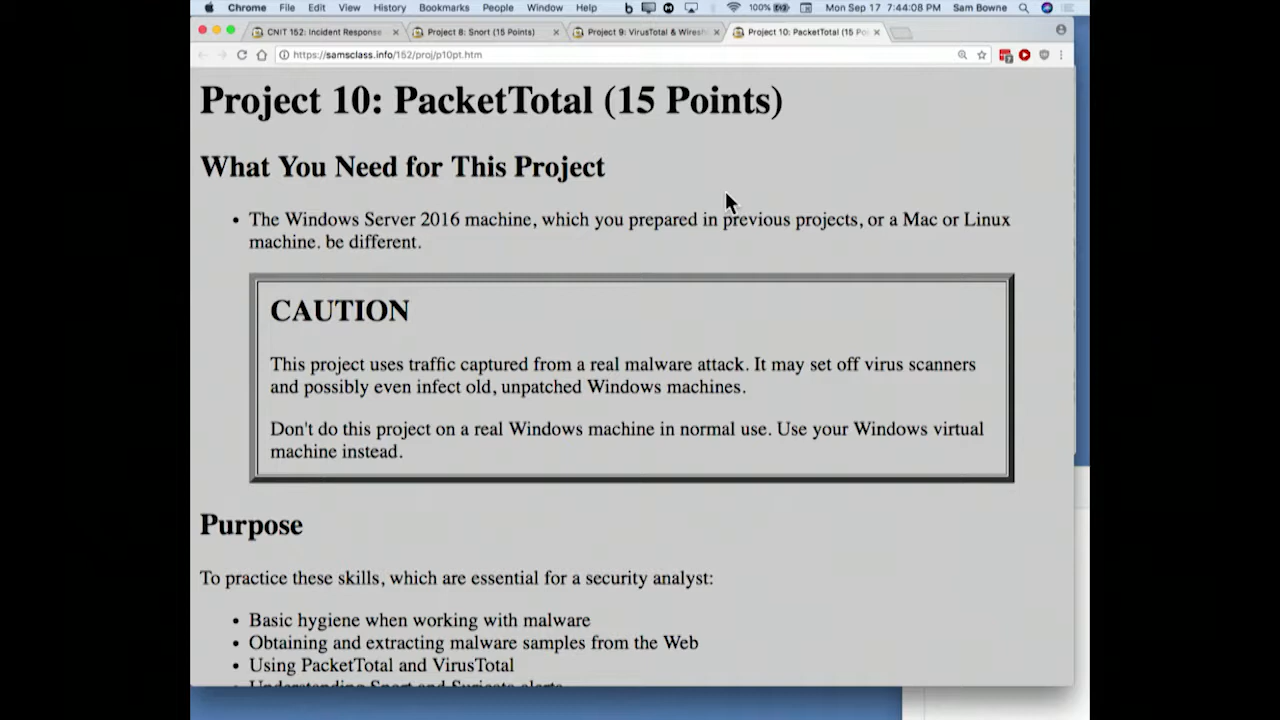 Chrome File Edit View History Bookmarks People Window Help 100% Mon Sep 17 7:44:08 PM Sam Bowne
CNIT 152: Incident Response Project 8: Snort (15 Points) Project 9: VirusTotal & Wiresh Project 10: PacketTotal (15 Po
https://samsclass.info/152/proj/p10pt.htm
Project 10: PacketTotal (15 Points)
What You Need for This Project
• The Windows Server 2016 machine, which you prepared in previous projects, or a Mac or Linux
machine. be different.
CAUTION
This project uses traffic captured from a real malware attack. It may set off virus scanners
and possibly even infect old, unpatched Windows machines.
Don't do this project on a real Windows machine in normal use. Use your Windows virtual
machine instead.
Purpose
To practice these skills, which are essential for a security analyst:
• Basic hygiene when working with malware
• Obtaining and extracting malware samples from the Web
• Using PacketTotal and VirusTotal
• Understanding Snort and Suricata alerts